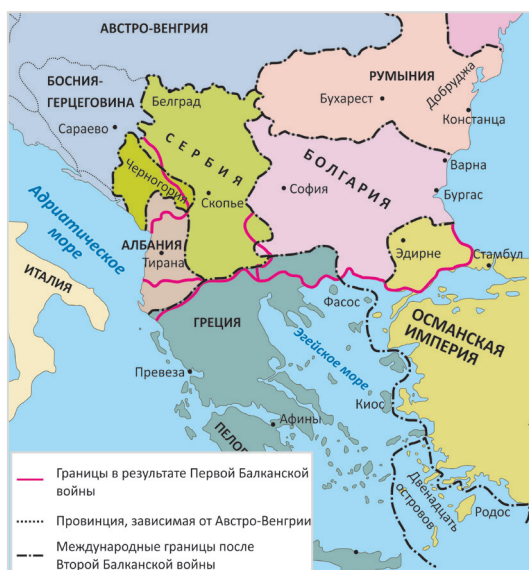 АВСТРО-ВЕНГРИЯ
БОСНИЯ-
ГЕРЦЕГОВИНА
Белград
РУМЫНИЯ
Бухарест
Добруджа
Констанца
Сараево
СЕРБИЯ
БОЛГАРИЯ
Варна
Черногория
Скопье
София
Бургас
Адриатическое
море
АЛБАНИЯ
Тирана
Эдирне
Стамбул
ИТАЛИЯ
ГРЕЦИЯ
Фасос
ОСМАНСКАЯ
ИМПЕРИЯ
Эгейское море
Превеза
Киос
Афины
ПЕЛОП
Двенадцать
островов
Родос
Границы в результате Первой Балканской
войны
Провинция, зависимая от Австро-Венгрии
Международные границы после
Второй Балканской войны